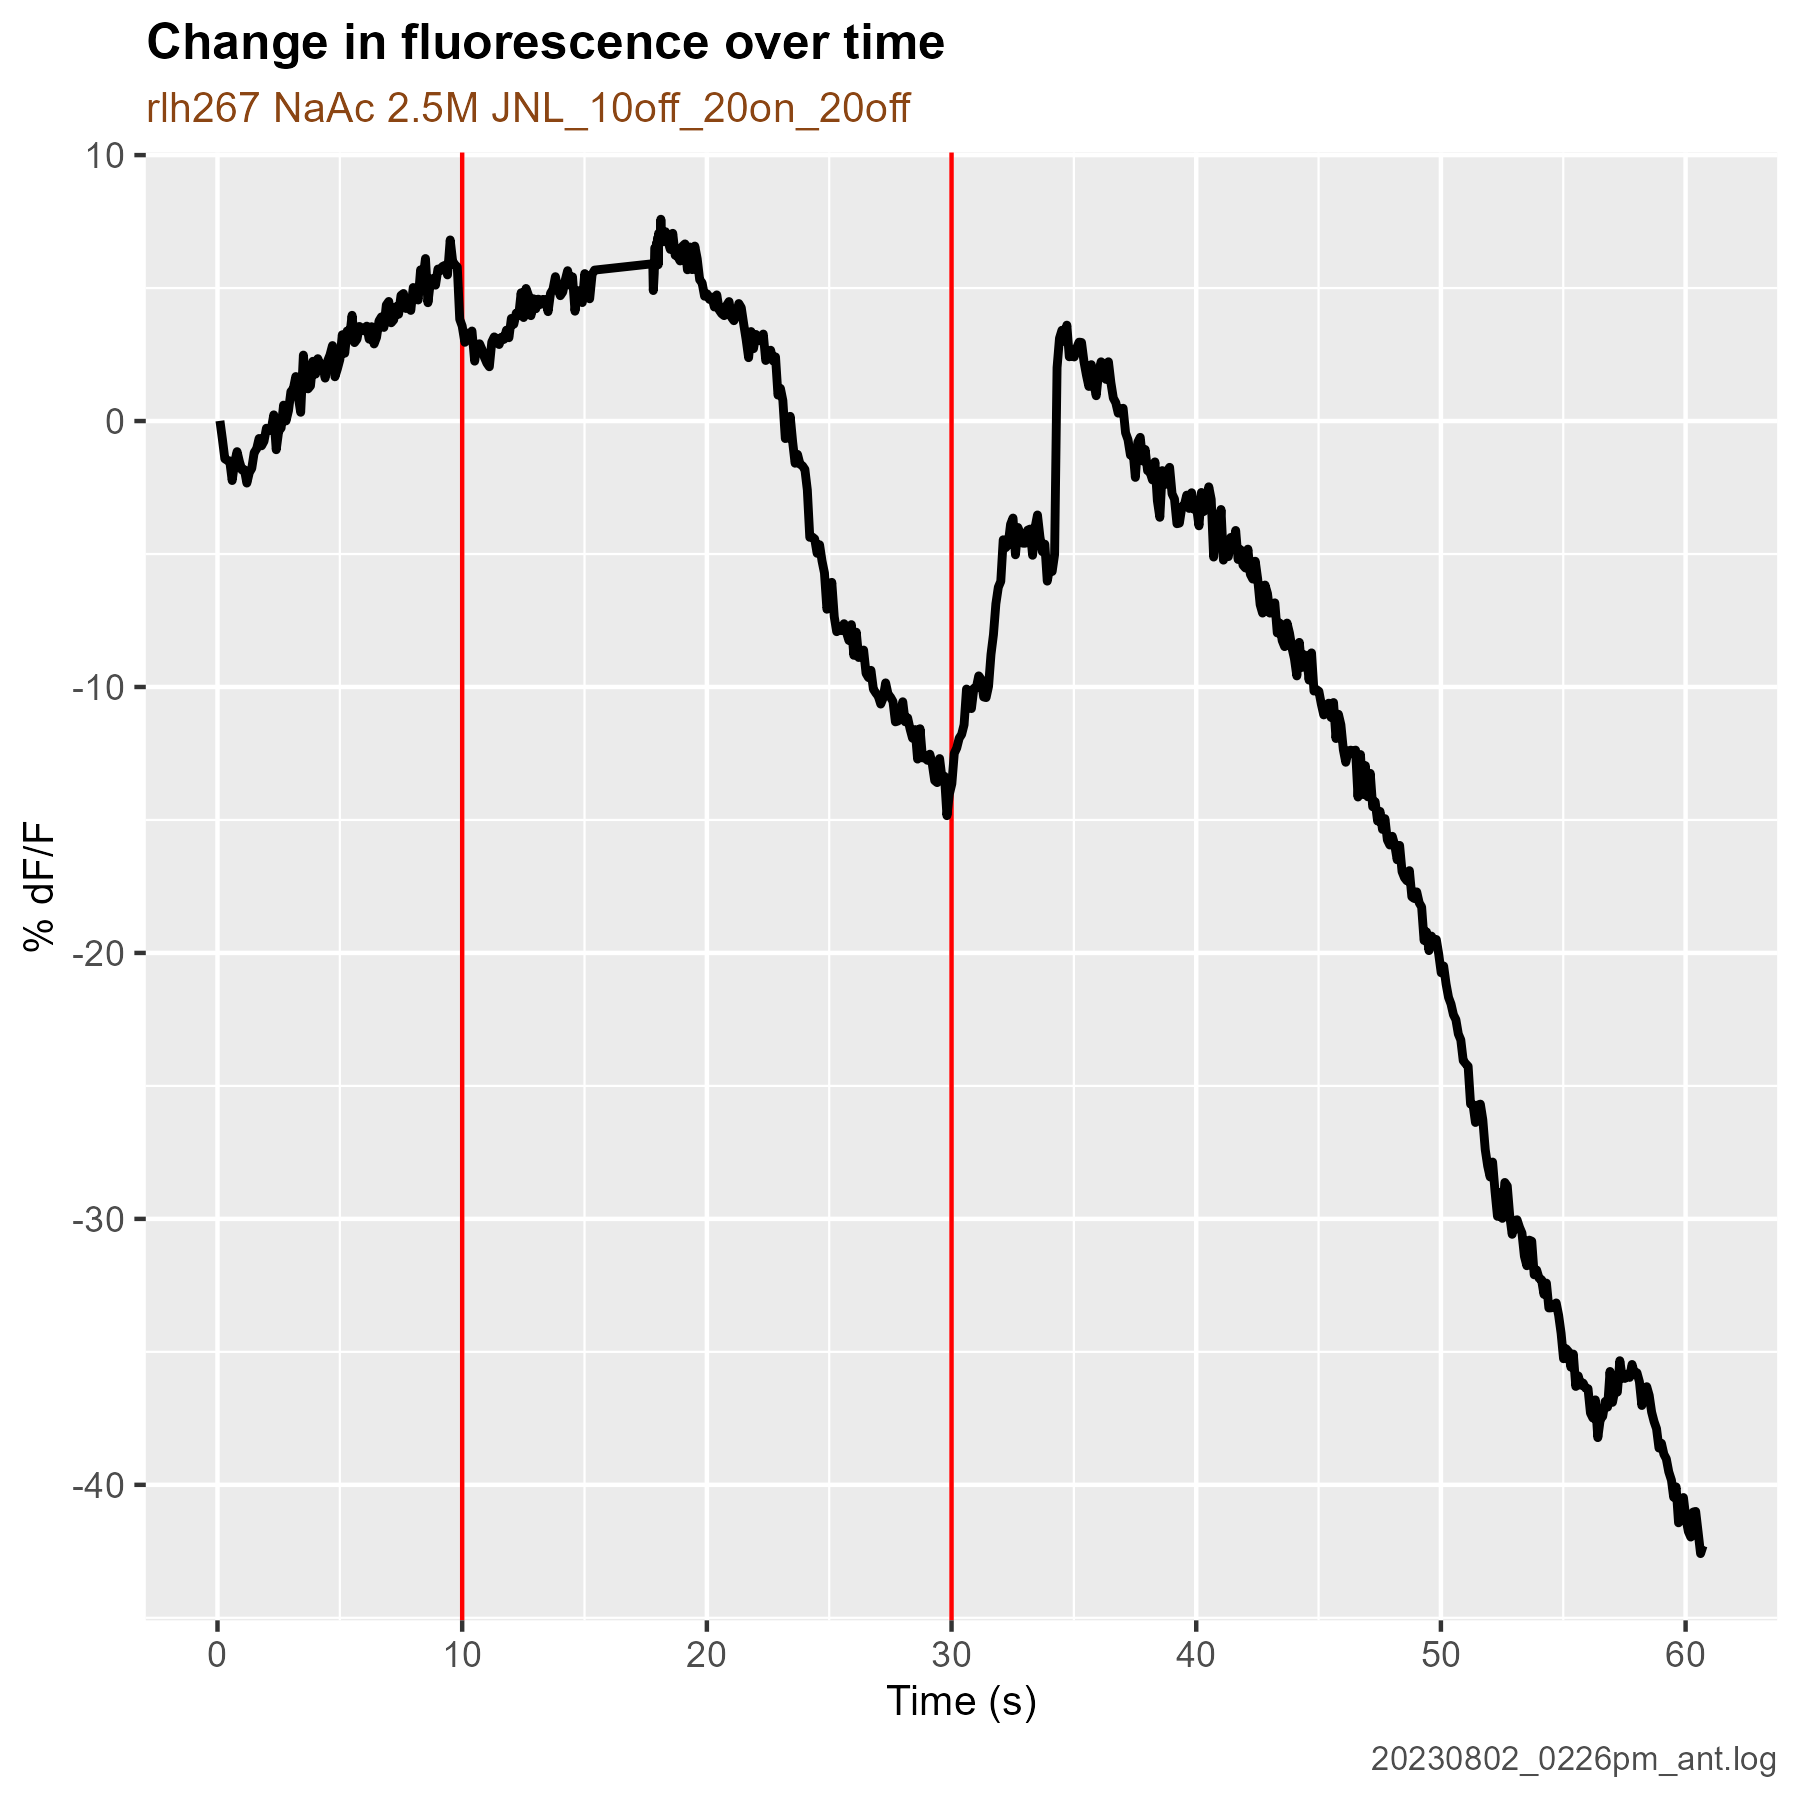 Change in fluorescence over time
rlh267 NaAc 2.5M JNL_10off_20on_20off
10
0
-10
-20
-30
-40
% dF/F
0 10 20 30 40 50 60
Time (s)
20230802_0226pm_ant.log